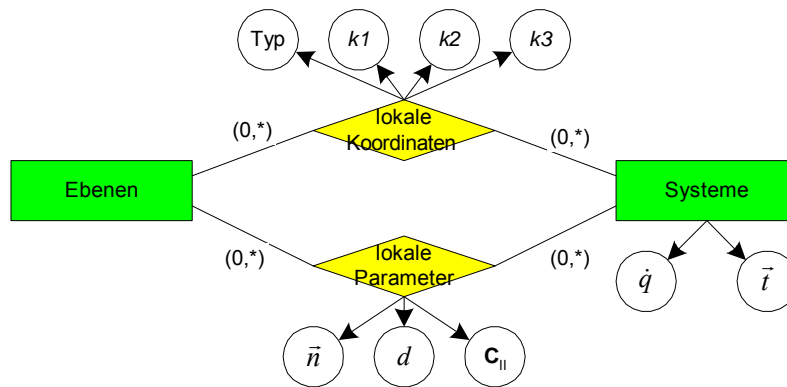 Typ k1 k2 k3
lokale
Koordinaten
(0,*) (0,*)
Ebenen Systeme
lokale
Parameter
(0,*) (0,*)
q̇ t⃗
n⃗ d C_II